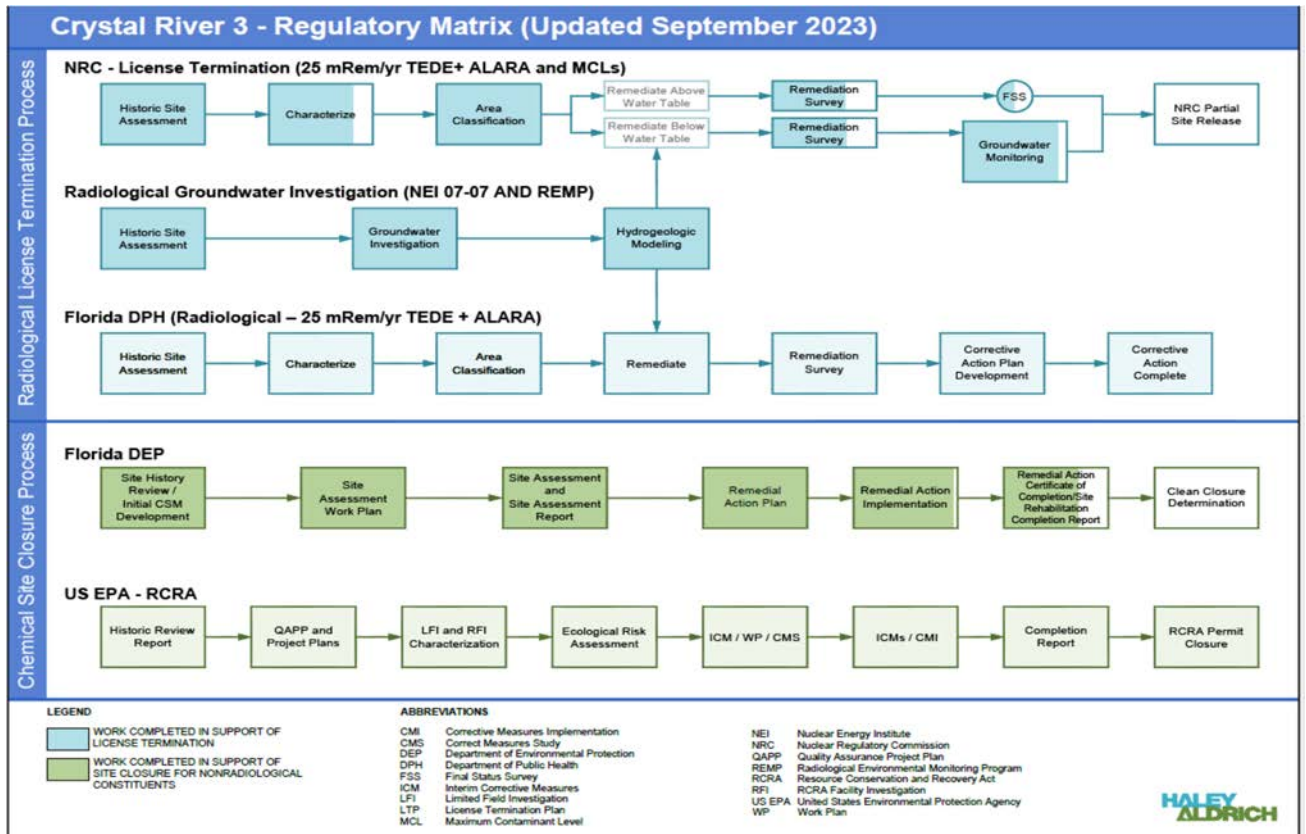 Crystal River 3 - Regulatory Matrix (Updated September 2023)
Radiological License Termination Process
NRC - License Termination (25 mRem/yr TEDE+ ALARA and MCLs)
Historic Site
Assessment
Characterize
Area
Classification
Remediate Above
Water Table
Remediation
Survey
FSS
NRC Partial
Site Release
Remediate Below
Water Table
Remediation
Survey
Groundwater
Monitoring
Radiological Groundwater Investigation (NEI 07-07 AND REMP)
Historic Site
Assessment
Groundwater
Investigation
Hydrogeologic
Modeling
Florida DPH (Radiological – 25 mRem/yr TEDE + ALARA)
Historic Site
Assessment
Characterize
Area
Classification
Remediate
Remediation
Survey
Corrective
Action Plan
Development
Corrective
Action
Complete
Chemical Site Closure Process
Florida DEP
Site History
Review /
Initial CSM
Development
Site
Assessment
Work Plan
Site Assessment
and
Site Assessment
Report
Remedial
Action Plan
Remedial Action
Implementation
Remedial Action
Certificate of
Completion/Site
Rehabilitation
Completion Report
Clean Closure
Determination
US EPA - RCRA
Historic Review
Report
QAPP and
Project Plans
LFI and RFI
Characterization
Ecological Risk
Assessment
ICM / WP / CMS
ICMs / CMI
Completion
Report
RCRA Permit
Closure
LEGEND
WORK COMPLETED IN SUPPORT OF
LICENSE TERMINATION
WORK COMPLETED IN SUPPORT OF
SITE CLOSURE FOR NONRADIOLOGICAL
CONSTITUENTS
ABBREVIATIONS
CMI Corrective Measures Implementation
CMS Correct Measures Study
DEP Department of Environmental Protection
DPH Department of Public Health
FSS Final Status Survey
ICM Interim Corrective Measures
LFI Limited Field Investigation
LTP License Termination Plan
MCL Maximum Contaminant Level
NEI Nuclear Energy Institute
NRC Nuclear Regulatory Commission
QAPP Quality Assurance Project Plan
REMP Radiological Environmental Monitoring Program
RCRA Resource Conservation and Recovery Act
RFI RCRA Facility Investigation
US EPA United States Environmental Protection Agency
WP Work Plan
HALEY
ALDRICH